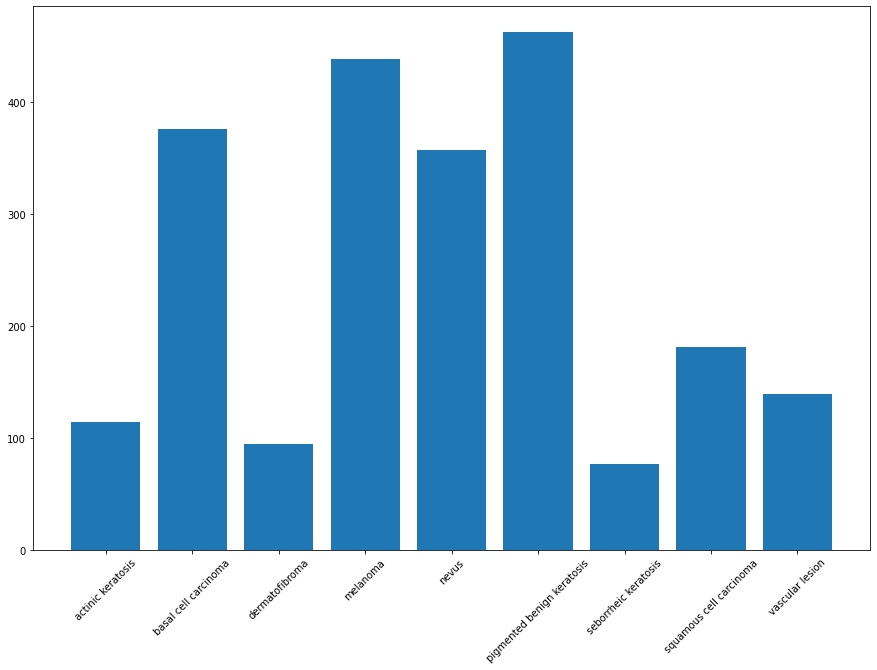 400
300
200
100
0
actinic keratosis
basal cell carcinoma
dermatofibroma
melanoma
nevus
pigmented benign keratosis
seborrheic keratosis
squamous cell carcinoma
vascular lesion